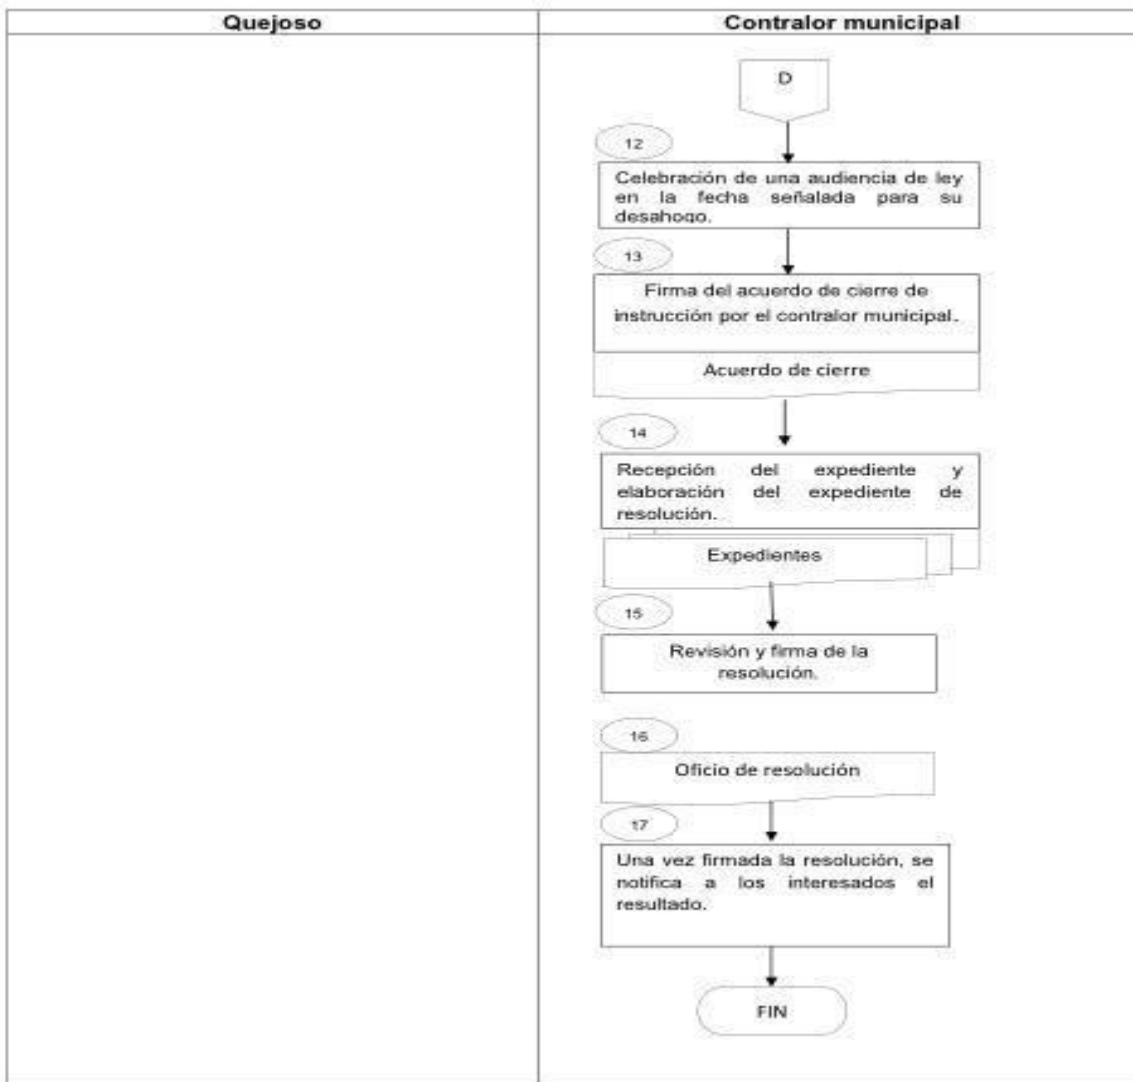 Quejoso
Contralor municipal
D
12
Celebración de una audiencia de ley
en la fecha señalada para su
desahogo.
13
Firma del acuerdo de cierre de
instrucción por el contralor municipal.
Acuerdo de cierre
14
Recepción del expediente y
elaboración del expediente de
resolución.
Expedientes
15
Revisión y firma de la
resolución.
16
Oficio de resolución
17
Una vez firmada la resolución, se
notifica a los interesados el
resultado.
FIN